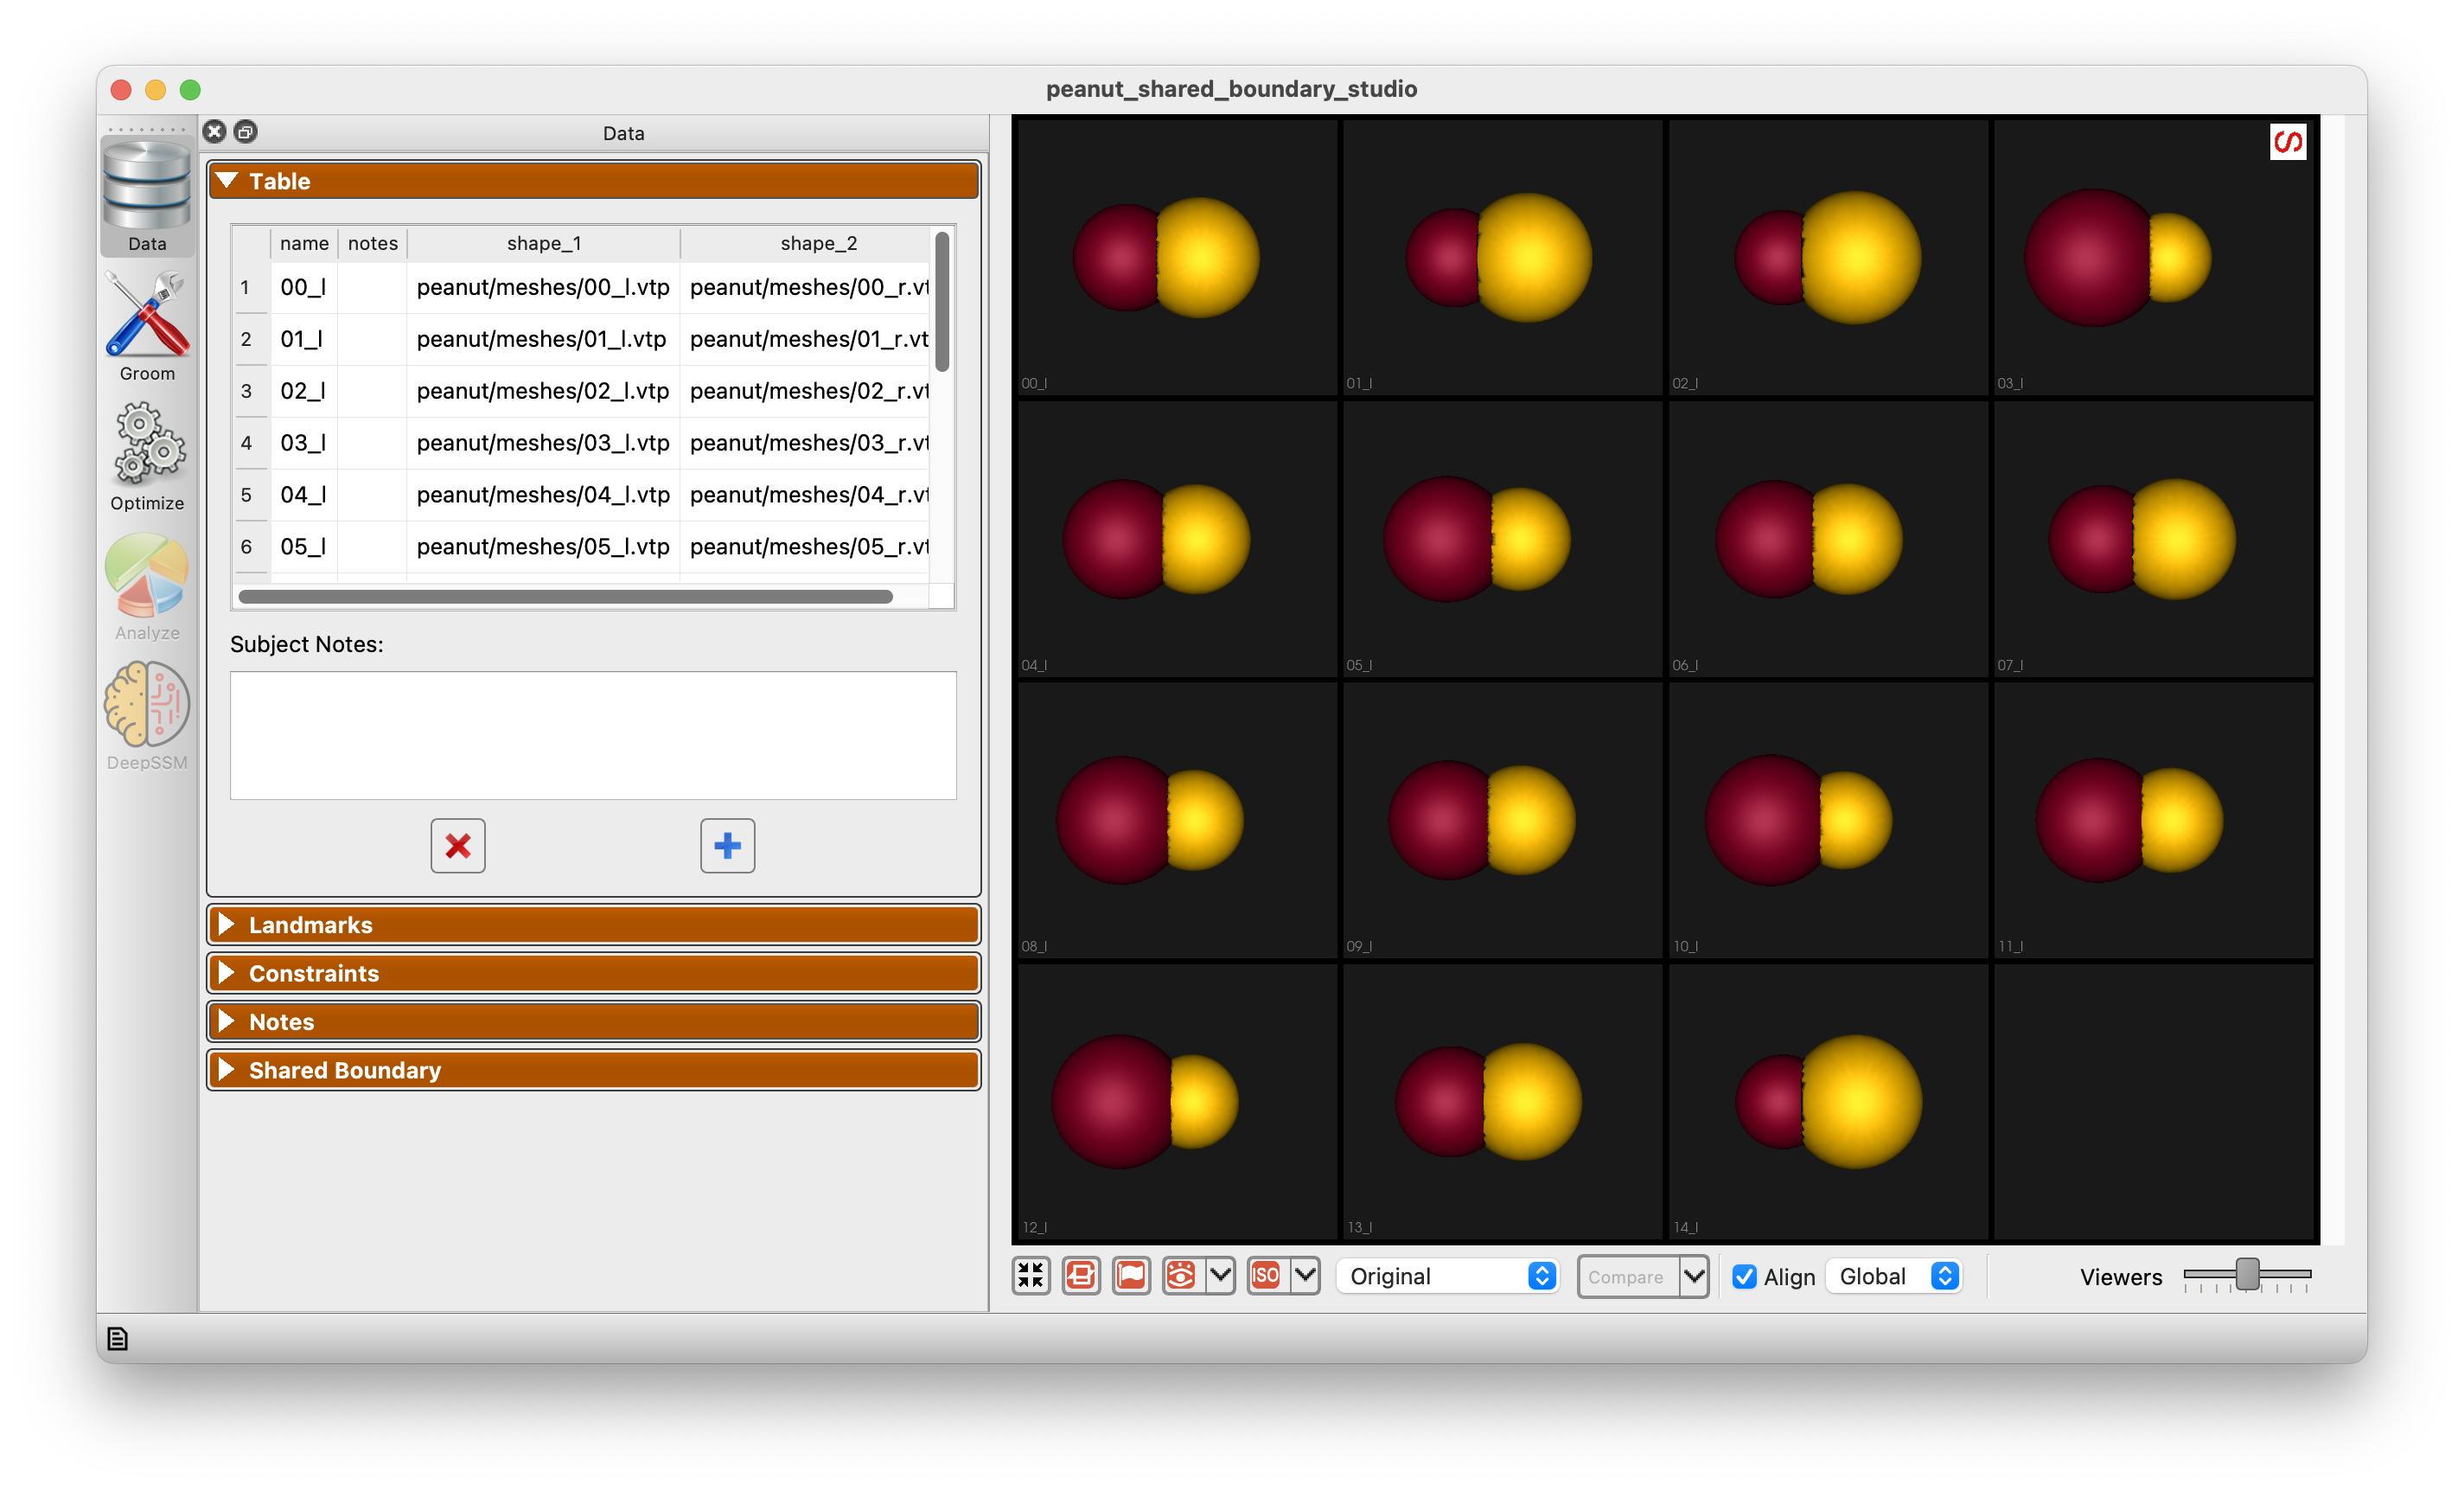 peanut_shared_boundary_studio
Data
Groom
Optimize
Analyze
DeepSSM
Data
Table
name notes shape_1 shape_2
1 00_l peanut/meshes/00_l.vtp peanut/meshes/00_r.vt
2 01_l peanut/meshes/01_l.vtp peanut/meshes/01_r.vt
3 02_l peanut/meshes/02_l.vtp peanut/meshes/02_r.vt
4 03_l peanut/meshes/03_l.vtp peanut/meshes/03_r.vt
5 04_l peanut/meshes/04_l.vtp peanut/meshes/04_r.vt
6 05_l peanut/meshes/05_l.vtp peanut/meshes/05_r.vt
Subject Notes:
Landmarks
Constraints
Notes
Shared Boundary
00_l 01_l 02_l 03_l
04_l 05_l 06_l 07_l
08_l 09_l 10_l 11_l
12_l 13_l 14_l
ISO Original Compare Align Global Viewers